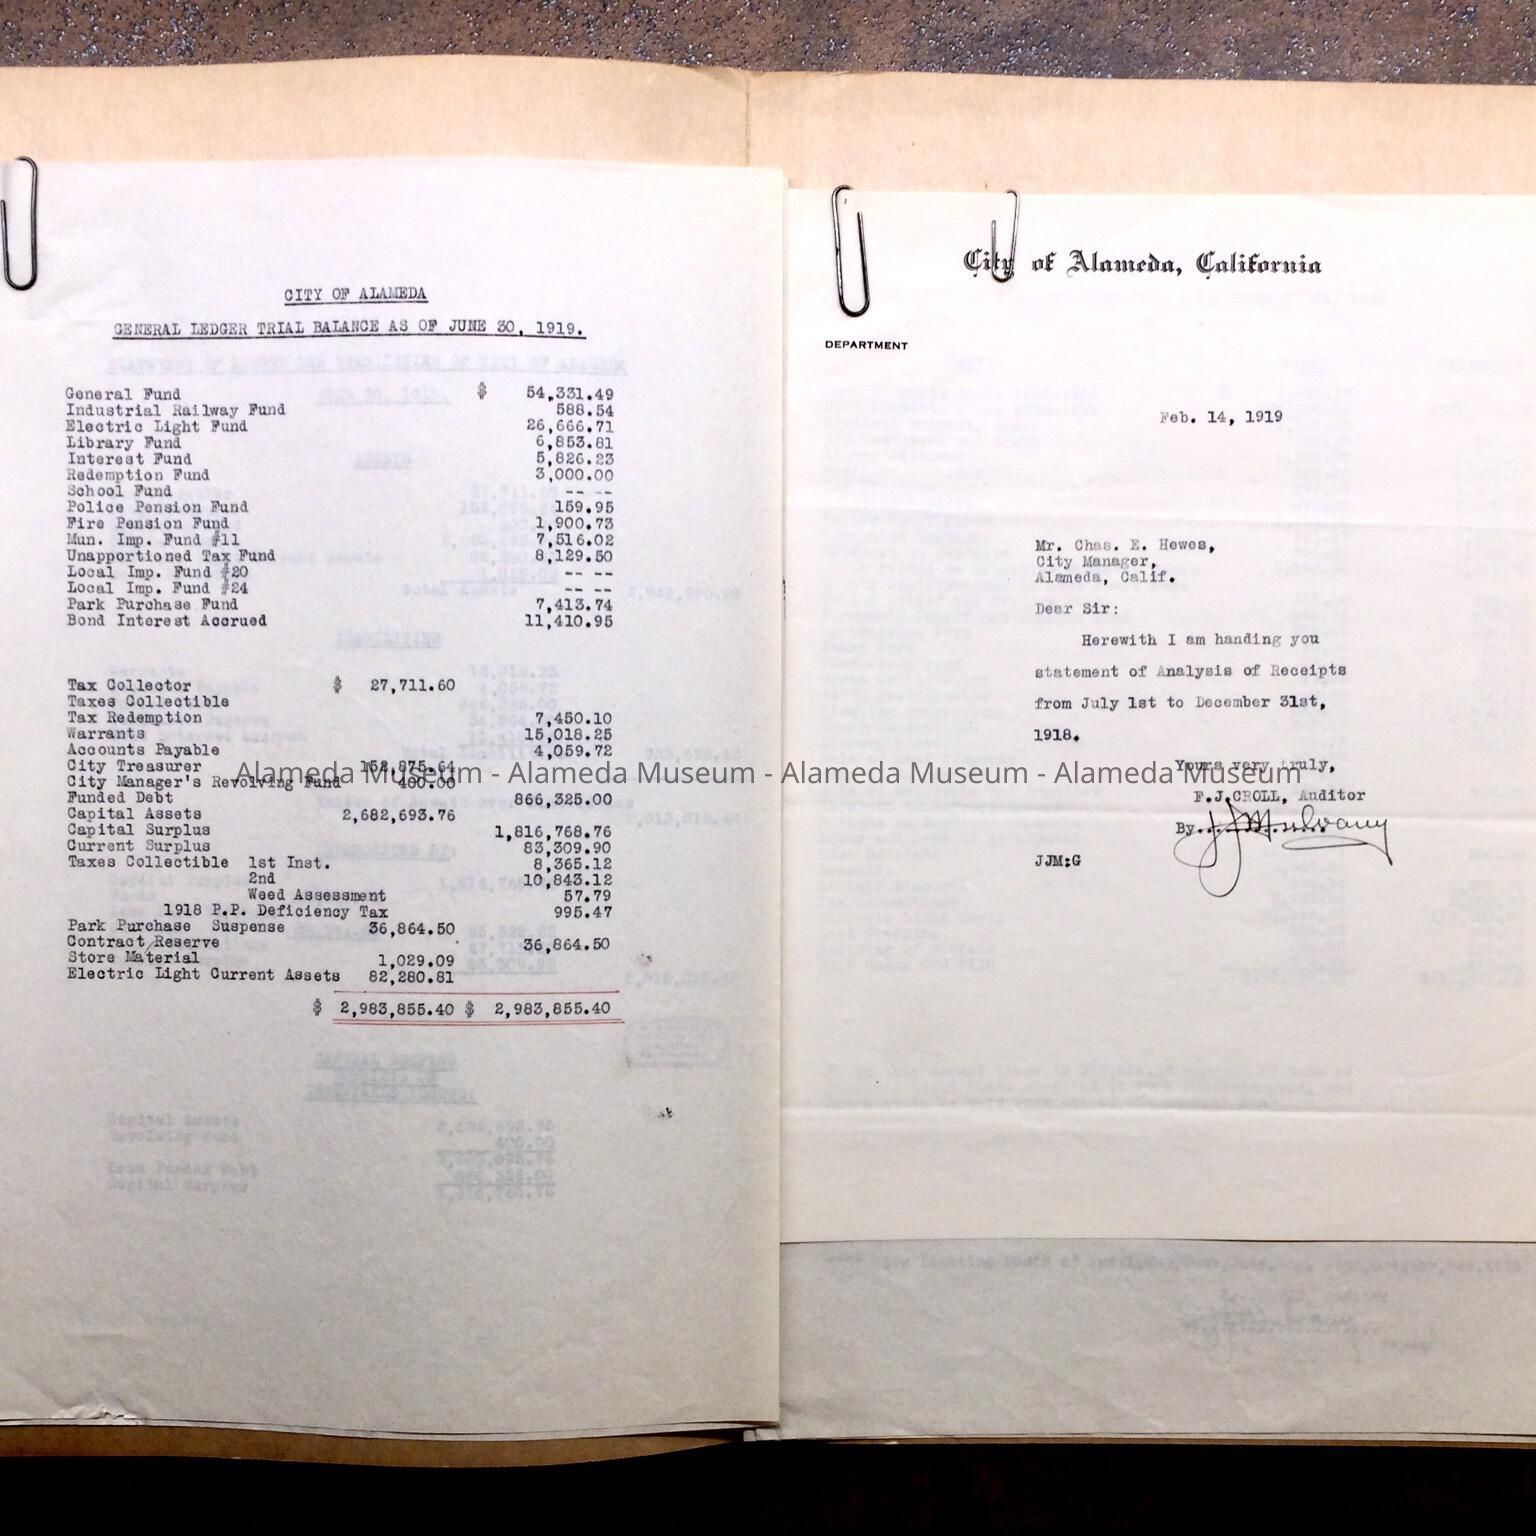 CITY OF ALAMEDA
GENERAL LEDGER TRIAL BALANCE AS OF JUNE 30, 1919.
General Fund $ 54,331.49
Industrial Railway Fund 588.54
Electric Light Fund 26,666.71
Library Fund 6,853.81
Interest Fund 5,826.23
Redemption Fund 3,000.00
School Fund -- --
Police Pension Fund 159.95
Fire Pension Fund 1,900.73
Mun. Imp. Fund #11 7,516.02
Unapportioned Tax Fund 8,129.50
Local Imp. Fund #20 -- --
Local Imp. Fund #24 -- --
Park Purchase Fund 7,413.74
Bond Interest Accrued 11,410.95
Tax Collector $ 27,711.60
Taxes Collectible
Tax Redemption 7,450.10
Warrants 15,018.25
Accounts Payable 4,059.72
City Treasurer 152,875.64
City Manager's Revolving Fund 400.00
Funded Debt 866,325.00
Capital Assets 2,682,693.76
Capital Surplus 1,816,768.76
Current Surplus 83,309.90
Taxes Collectible 1st Inst. 8,365.12
2nd 10,843.12
Weed Assessment 57.79
1918 P.P. Deficiency Tax 995.47
Park Purchase Suspense 36,864.50
Contract Reserve 36,864.50
Store Material 1,029.09
Electric Light Current Assets 82,280.81
$ 2,983,855.40 $ 2,983,855.40
City of Alameda, California
DEPARTMENT
Feb. 14, 1919
Mr. Chas. E. Hewes,
City Manager,
Alameda, Calif.
Dear Sir:
Herewith I am handing you
statement of Analysis of Receipts
from July 1st to December 31st,
1918.
Yours very truly,
F.J.CROLL, Auditor
By J.J.Mulvany
JJM:G
Alameda Museum - Alameda Museum - Alameda Museum - Alameda Museum